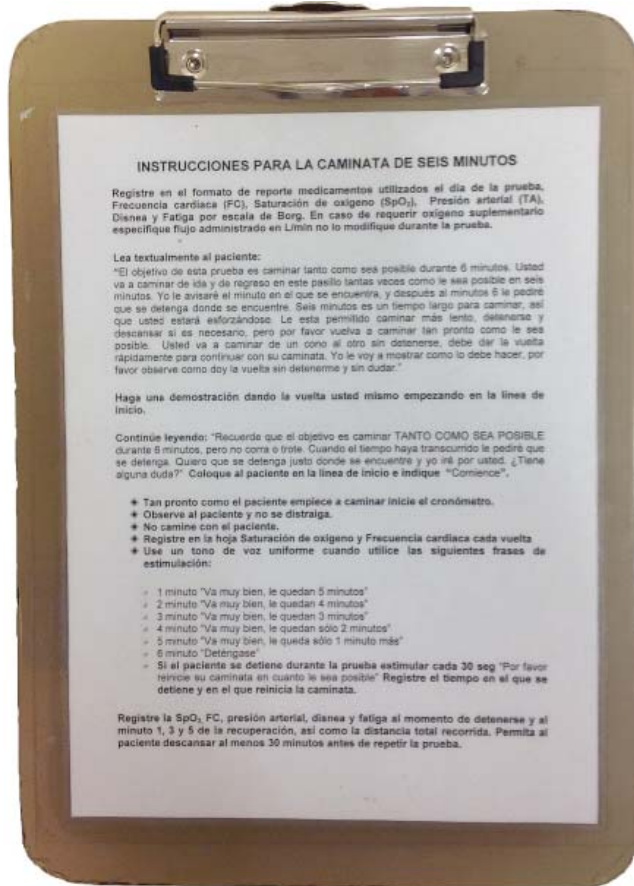 INSTRUCCIONES PARA LA CAMINATA DE SEIS MINUTOS
Registre en el formato de reporte medicamentos utilizados el día de la prueba,
Frecuencia cardiaca (FC), Saturación de oxígeno (SpO₂), Presión arterial (TA),
Disnea y Fatiga por escala de Borg. En caso de requerir oxígeno suplementario
especifique flujo administrado en L/min no lo modifique durante la prueba.
Lea textualmente al paciente:
"El objetivo de esta prueba es caminar tanto como sea posible durante 6 minutos. Usted
va a caminar de ida y de regreso en este pasillo tantas veces como le sea posible en seis
minutos. Yo le avisaré el minuto en el que se encuentra, y después al minutos 6 le pediré
que se detenga donde se encuentre. Seis minutos es un tiempo largo para caminar, así
que usted estará esforzándose. Le esta permitido caminar más lento, detenerse y
descansar si es necesario, pero por favor vuelva a caminar tan pronto como le sea
posible. Usted va a caminar de un cono al otro sin detenerse, debe dar la vuelta
rápidamente para continuar con su caminata. Yo le voy a mostrar como lo debe hacer, por
favor observe como doy la vuelta sin detenerme y sin dudar."
Haga una demostración dando la vuelta usted mismo empezando en la línea de
inicio.
Continúe leyendo: "Recuerde que el objetivo es caminar TANTO COMO SEA POSIBLE
durante 6 minutos, pero no corra o trote. Cuando el tiempo haya transcurrido le pediré que
se detenga. Quiero que se detenga justo donde se encuentre y yo iré por usted. ¿Tiene
alguna duda?" Coloque al paciente en la línea de inicio e indique "Comience".
Tan pronto como el paciente empiece a caminar inicie el cronómetro.
Observe al paciente y no se distraiga.
No camine con el paciente.
Registre en la hoja Saturación de oxígeno y Frecuencia cardiaca cada vuelta
Use un tono de voz uniforme cuando utilice las siguientes frases de
estimulación:
1 minuto "Va muy bien, le quedan 5 minutos"
2 minuto "Va muy bien, le quedan 4 minutos"
3 minuto "Va muy bien, le quedan 3 minutos"
4 minuto "Va muy bien, le quedan sólo 2 minutos"
5 minuto "Va muy bien, le queda sólo 1 minuto más"
6 minuto "Deténgase"
Si el paciente se detiene durante la prueba estimular cada 30 seg "Por favor
reinicie su caminata en cuanto le sea posible" Registre el tiempo en el que se
detiene y en el que reinicia la caminata.
Registre la SpO₂, FC, presión arterial, disnea y fatiga al momento de detenerse y al
minuto 1, 3 y 5 de la recuperación, así como la distancia total recorrida. Permita al
paciente descansar al menos 30 minutos antes de repetir la prueba.